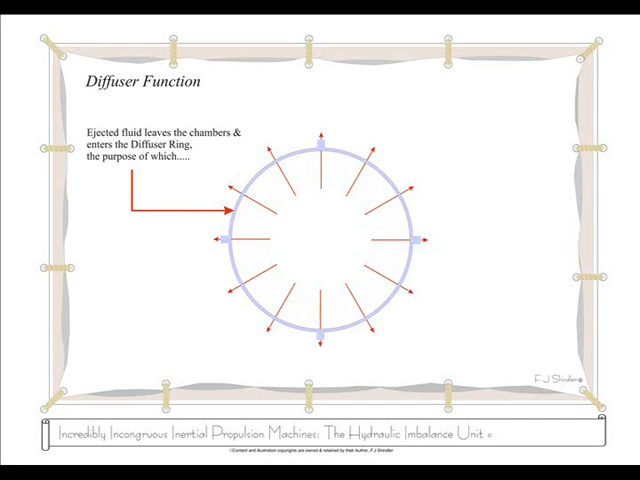 Diffuser Function
Ejected fluid leaves the chambers &
enters the Diffuser Ring,
the purpose of which.....
F J Shindler©
Incredibly Incongruous Inertial Propulsion Machines: The Hydraulic Imbalance Unit ©
©Content and illustration copyrights are owned & retained by their Author, F J Shindler